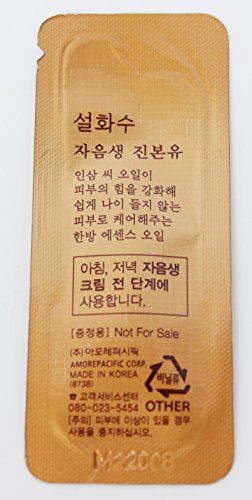 설화수
자음생 진본유
인삼 씨 오일이
피부의 힘을 강화해
쉽게 나이 들지 않는
피부로 케어해주는
한방 에센스 오일
아침, 저녁 자음생
크림 전 단계에
사용합니다.
[증정용] Not For Sale
(주) 아모레퍼시픽
AMOREPACIFIC CORP.
MADE IN KOREA
(8738)
☎ 고객서비스센터
080-023-5454
비닐류
OTHER
[주의] 피부에 이상이 있을 경우
사용을 중지하십시오.